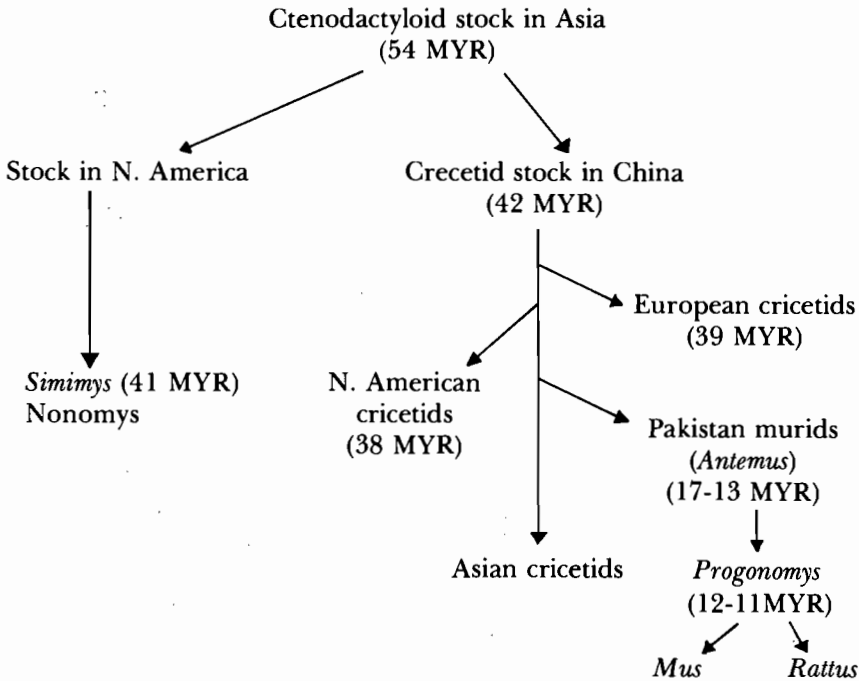 Ctenodactyloid stock in Asia
(54 MYR)
Stock in N. America
Crecetid stock in China
(42 MYR)
European cricetids
(39 MYR)
Simimys (41 MYR)
Nonomys
N. American
cricetids
(38 MYR)
Pakistan murids
(Antemus)
(17-13 MYR)
Asian cricetids
Progonomys
(12-11MYR)
Mus
Rattus